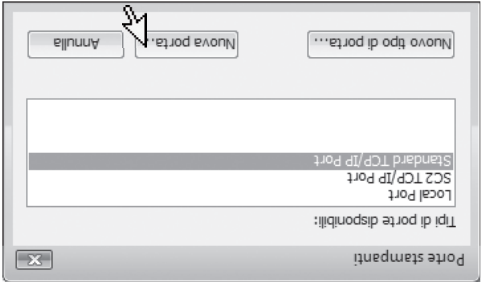 Porte stampanti
Tipi di porte disponibili:
Local Port
SC2 TCP/IP Port
Standard TCP/IP Port
Nuovo tipo di porta...
Nuova porta...
Annulla